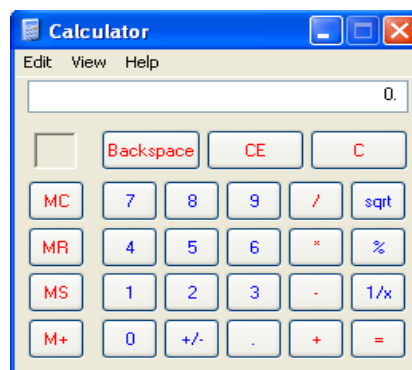 Calculator
Edit View Help
0.
Backspace CE C
MC 7 8 9 / sqrt
MR 4 5 6 * %
MS 1 2 3 - 1/x
M+ 0 +/- . + =